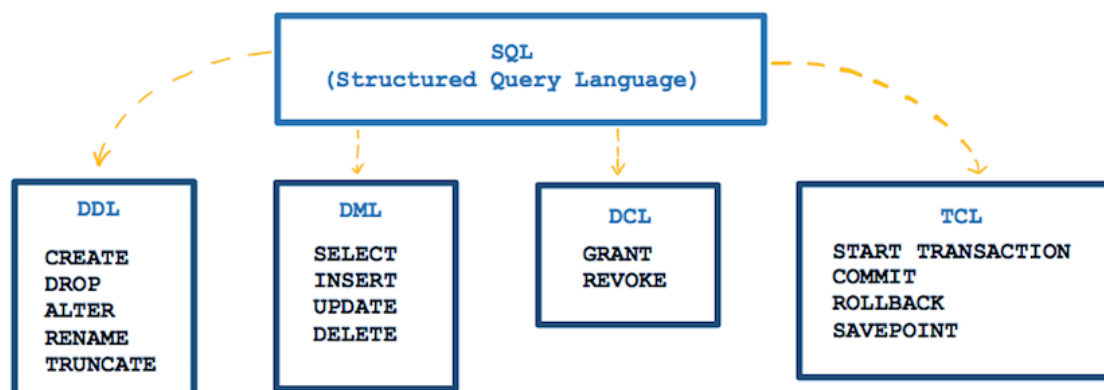 SQL
(Structured Query Language)
DDL
CREATE
DROP
ALTER
RENAME
TRUNCATE
DML
SELECT
INSERT
UPDATE
DELETE
DCL
GRANT
REVOKE
TCL
START TRANSACTION
COMMIT
ROLLBACK
SAVEPOINT